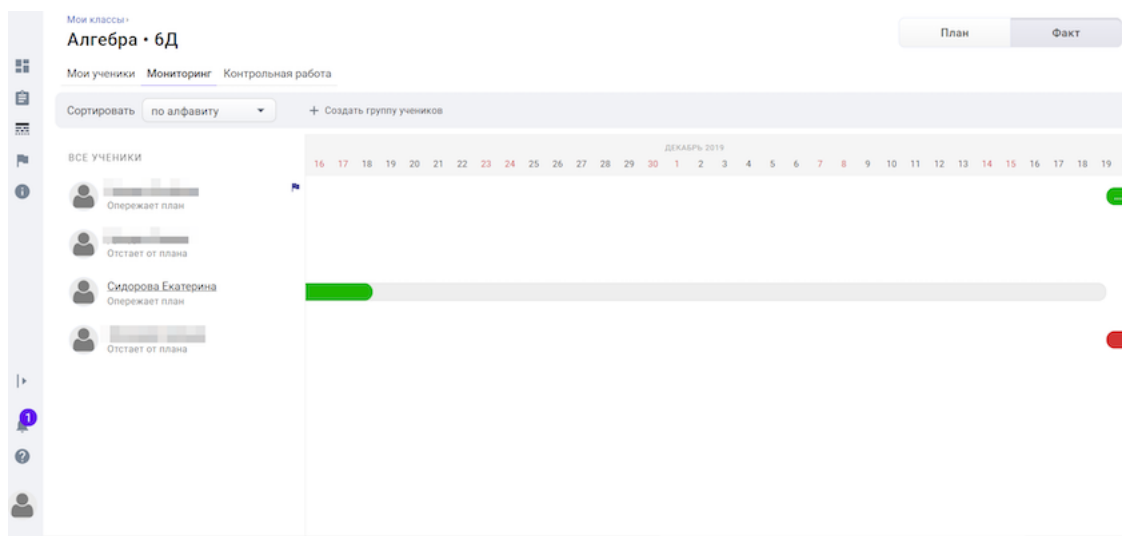 Мои классы ›
Алгебра • 6Д
План Факт
Мои ученики Мониторинг Контрольная работа
Сортировать по алфавиту + Создать группу учеников
ДЕКАБРЬ 2019
ВСЕ УЧЕНИКИ
16 17 18 19 20 21 22 23 24 25 26 27 28 29 30 1 2 3 4 5 6 7 8 9 10 11 12 13 14 15 16 17 18 19
Опережает план
Отстает от плана
Сидорова Екатерина
Опережает план
Отстает от плана
1